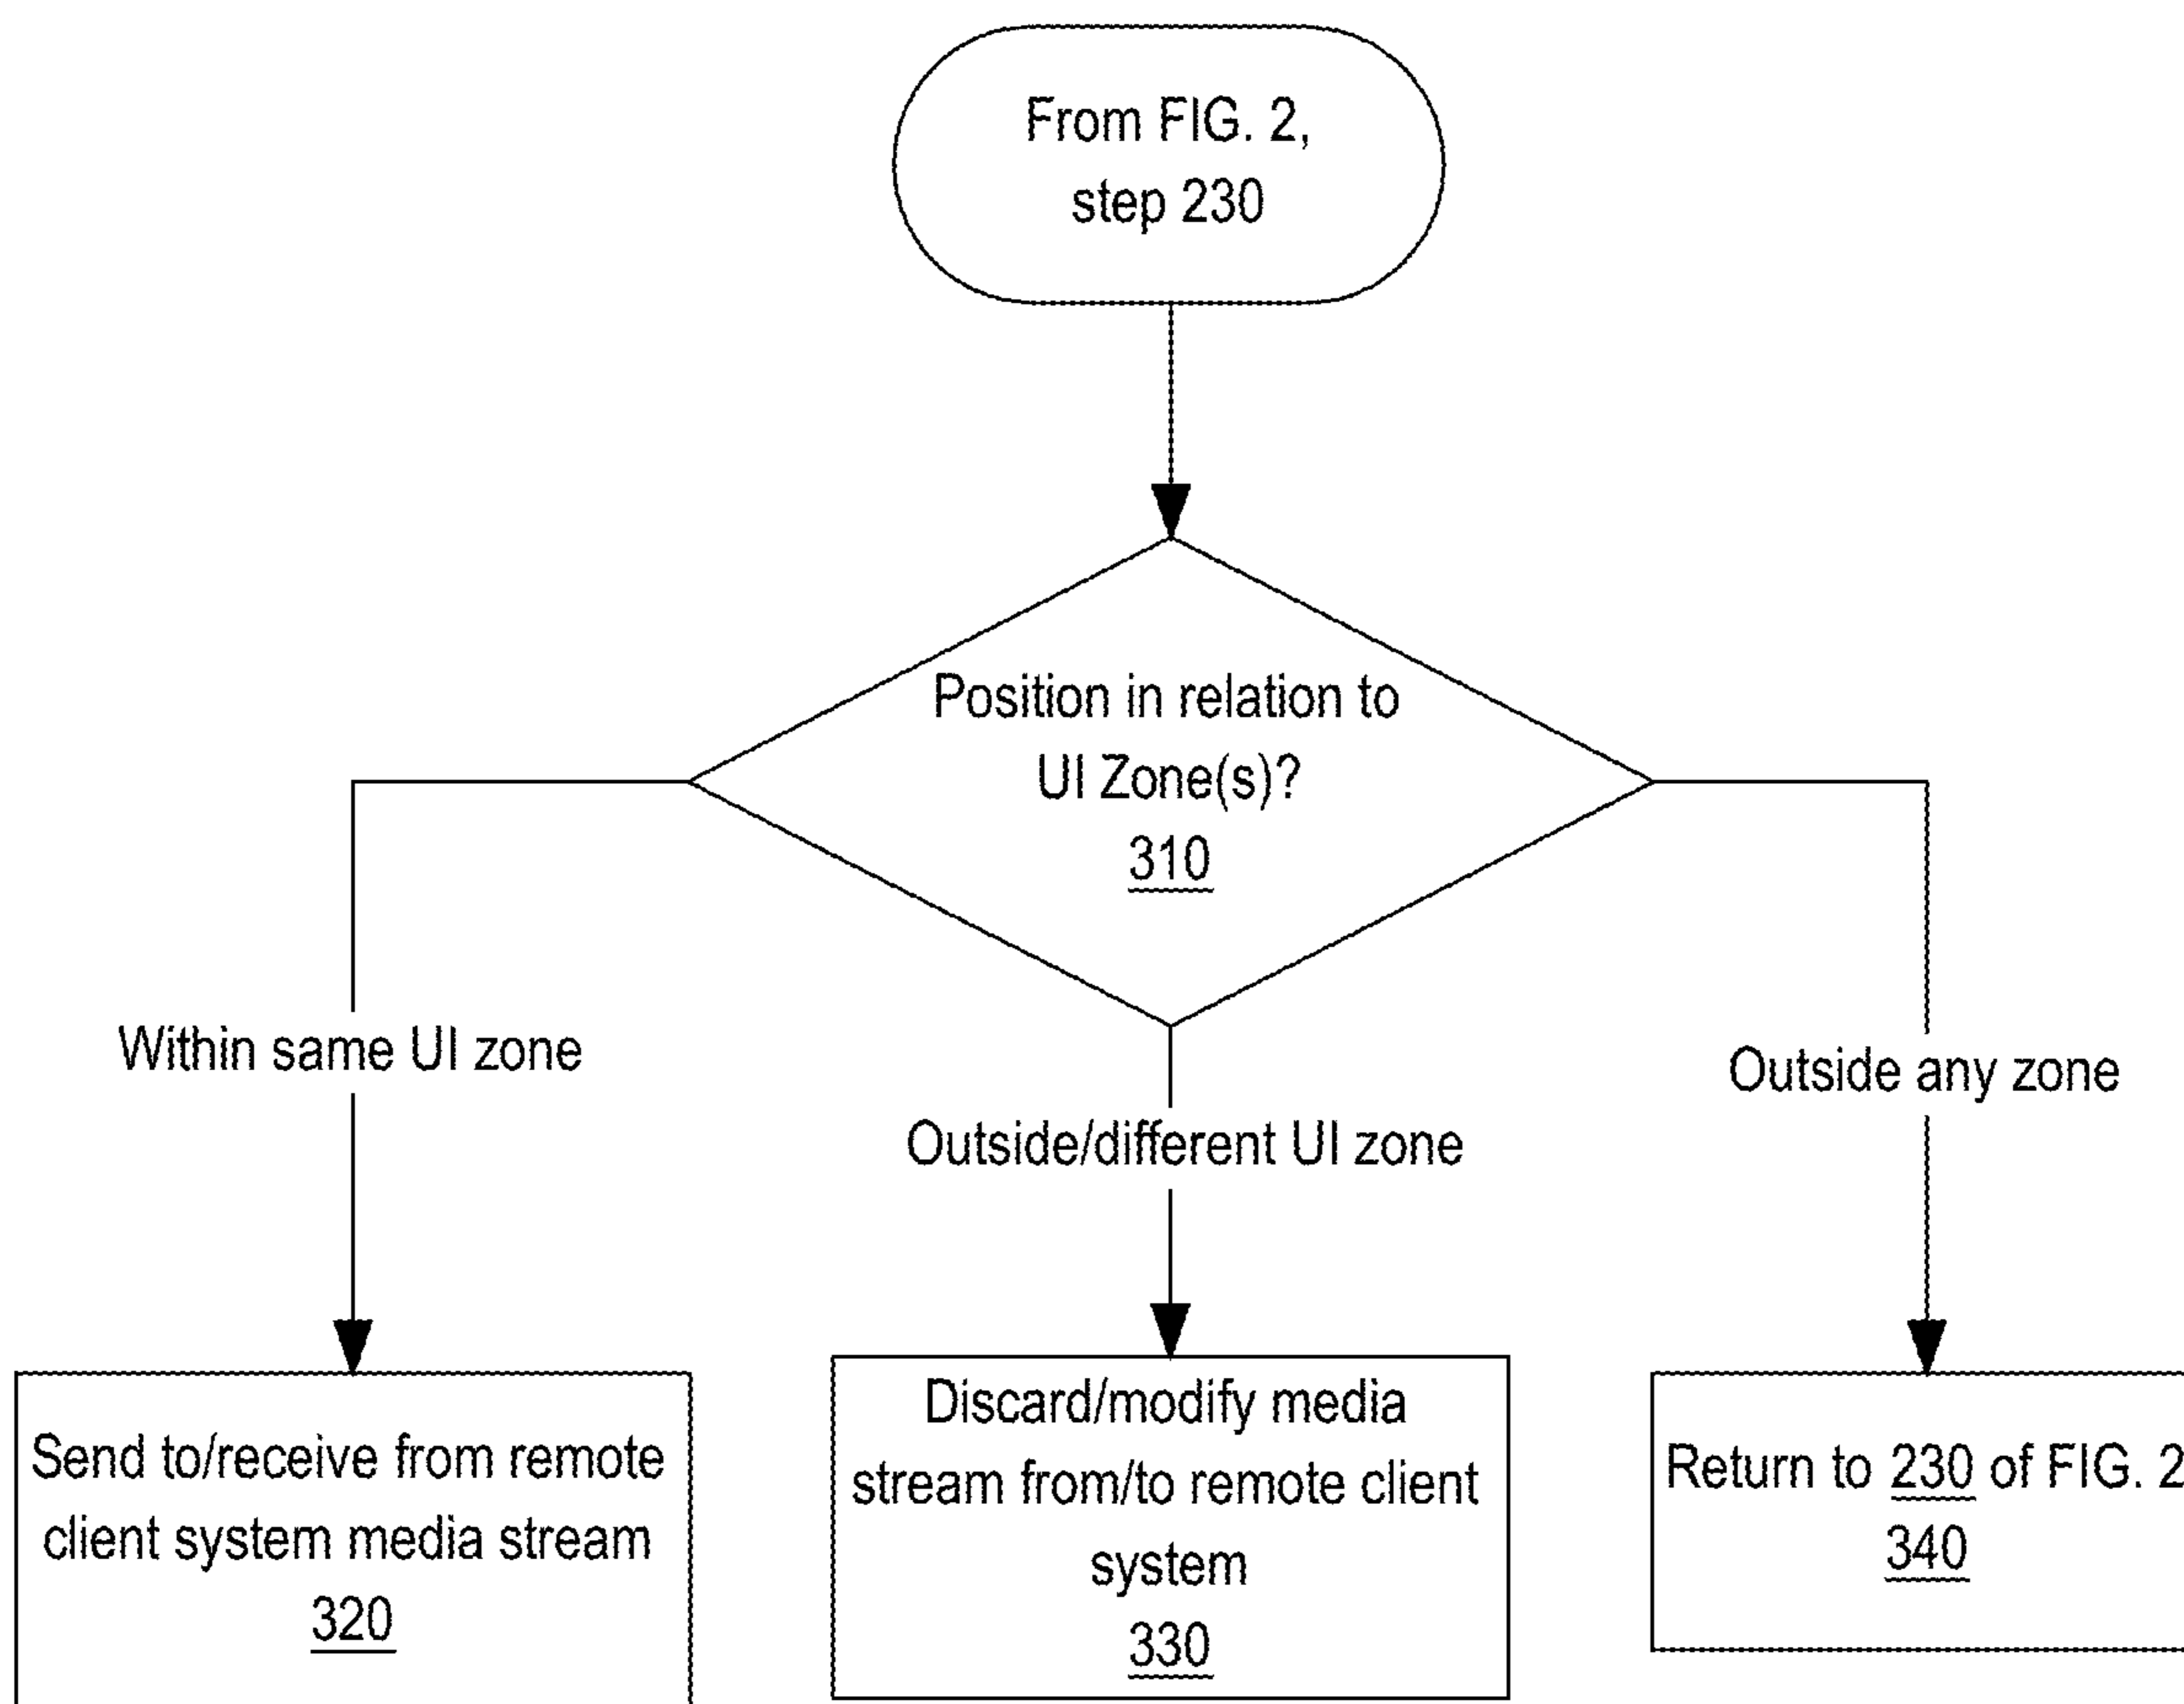 From FIG. 2,
step 230
Position in relation to
UI Zone(s)?
310
Within same UI zone
Outside/different UI zone
Outside any zone
Send to/receive from remote
client system media stream
320
Discard/modify media
stream from/to remote client
system
330
Return to 230 of FIG. 2
340